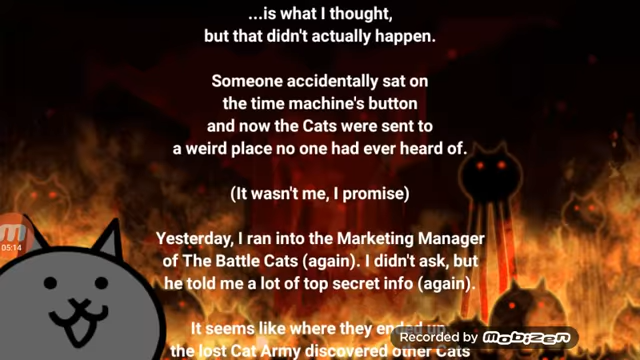 ...is what I thought,
but that didn't actually happen.
Someone accidentally sat on
the time machine's button
and now the Cats were sent to
a weird place no one had ever heard of.
(It wasn't me, I promise)
Yesterday, I ran into the Marketing Manager
of The Battle Cats (again). I didn't ask, but
he told me a lot of top secret info (again).
It seems like where they ended up,
the lost Cat Army discovered other Cats
05:14
Recorded by mobizen